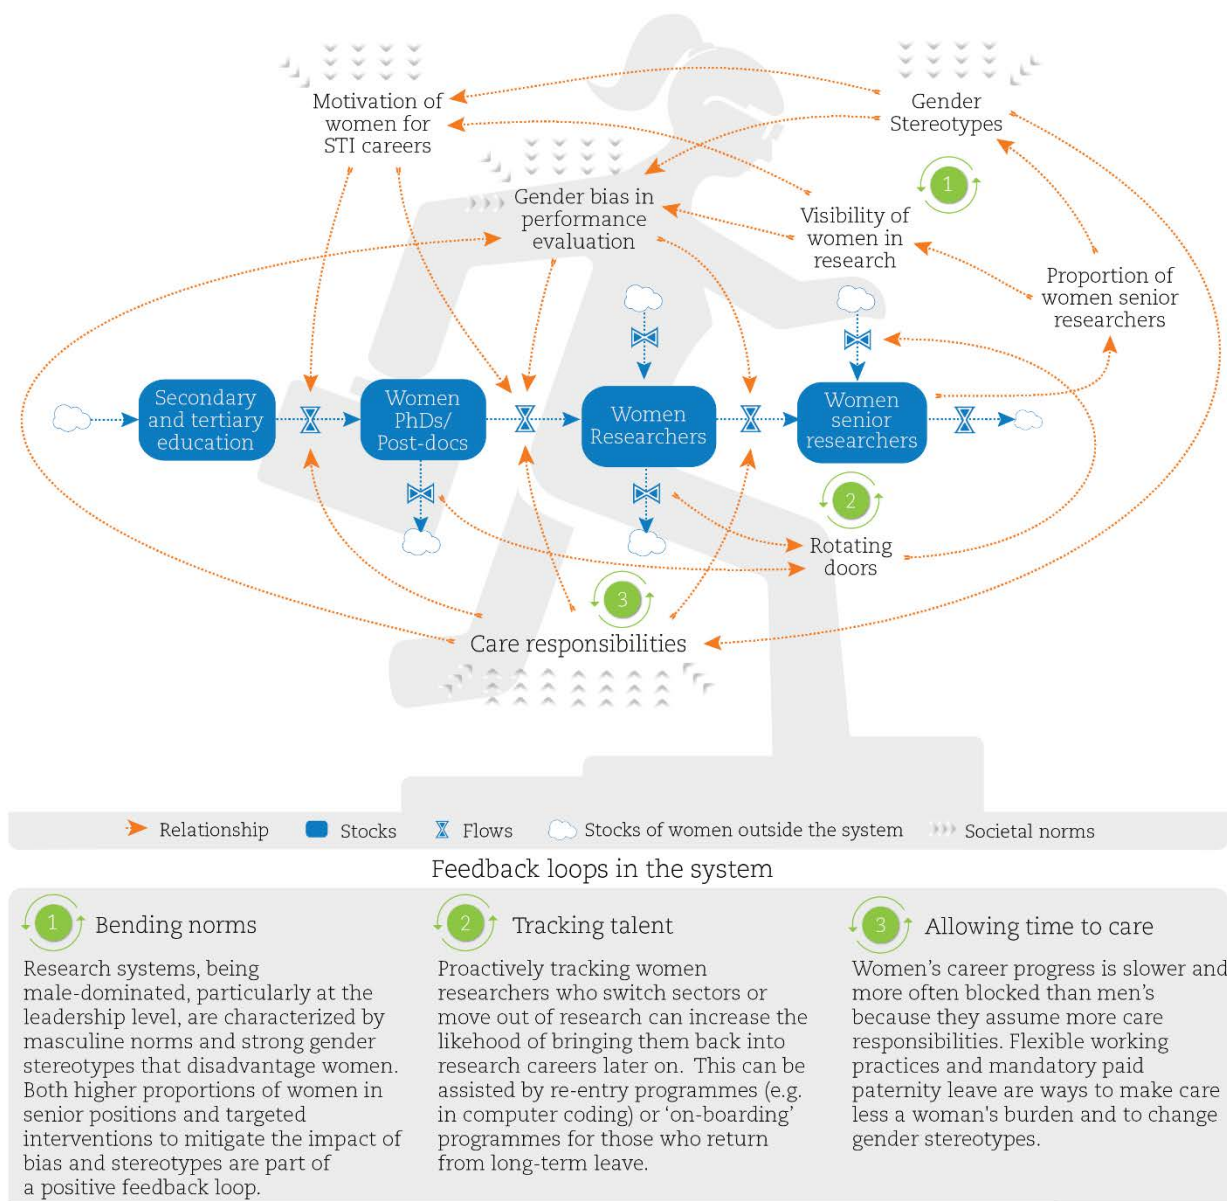 Motivation of
women for
STI careers
Gender
Stereotypes
1
Gender bias in
performance
evaluation
Visibility of
women in
research
Proportion of
women senior
researchers
Secondary
and tertiary
education
Women
PhDs/
Post-docs
Women
Researchers
Women
senior
researchers
2
Rotating
doors
3
Care responsibilities
Relationship
Stocks
Flows
Stocks of women outside the system
Societal norms
Feedback loops in the system
1 Bending norms
Research systems, being
male-dominated, particularly at the
leadership level, are characterized by
masculine norms and strong gender
stereotypes that disadvantage women.
Both higher proportions of women in
senior positions and targeted
interventions to mitigate the impact of
bias and stereotypes are part of
a positive feedback loop.
2 Tracking talent
Proactively tracking women
researchers who switch sectors or
move out of research can increase the
likehood of bringing them back into
research careers later on. This can be
assisted by re-entry programmes (e.g.
in computer coding) or ‘on-boarding’
programmes for those who return
from long-term leave.
3 Allowing time to care
Women’s career progress is slower and
more often blocked than men’s
because they assume more care
responsibilities. Flexible working
practices and mandatory paid
paternity leave are ways to make care
less a woman's burden and to change
gender stereotypes.